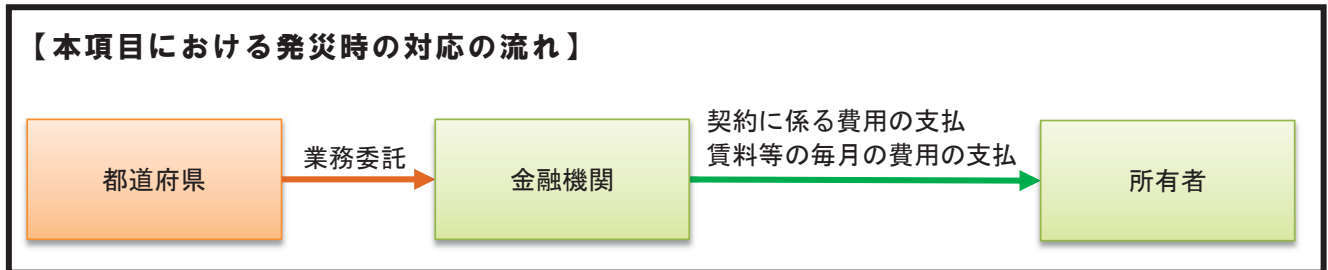 【本項目における発災時の対応の流れ】
都道府県
業務委託
金融機関
契約に係る費用の支払
賃料等の毎月の費用の支払
所有者